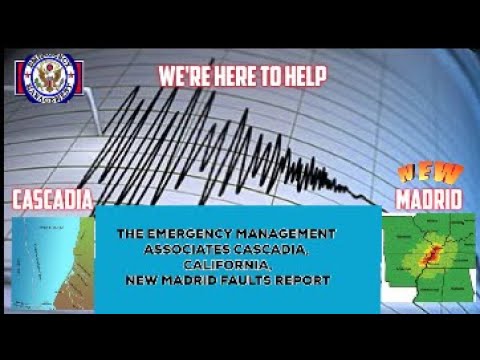 WE'RE HERE TO HELP
NEW
CASCADIA
MADRID
THE EMERGENCY MANAGEMENT
ASSOCIATES CASCADIA,
CALIFORNIA,
NEW MADRID FAULTS REPORT